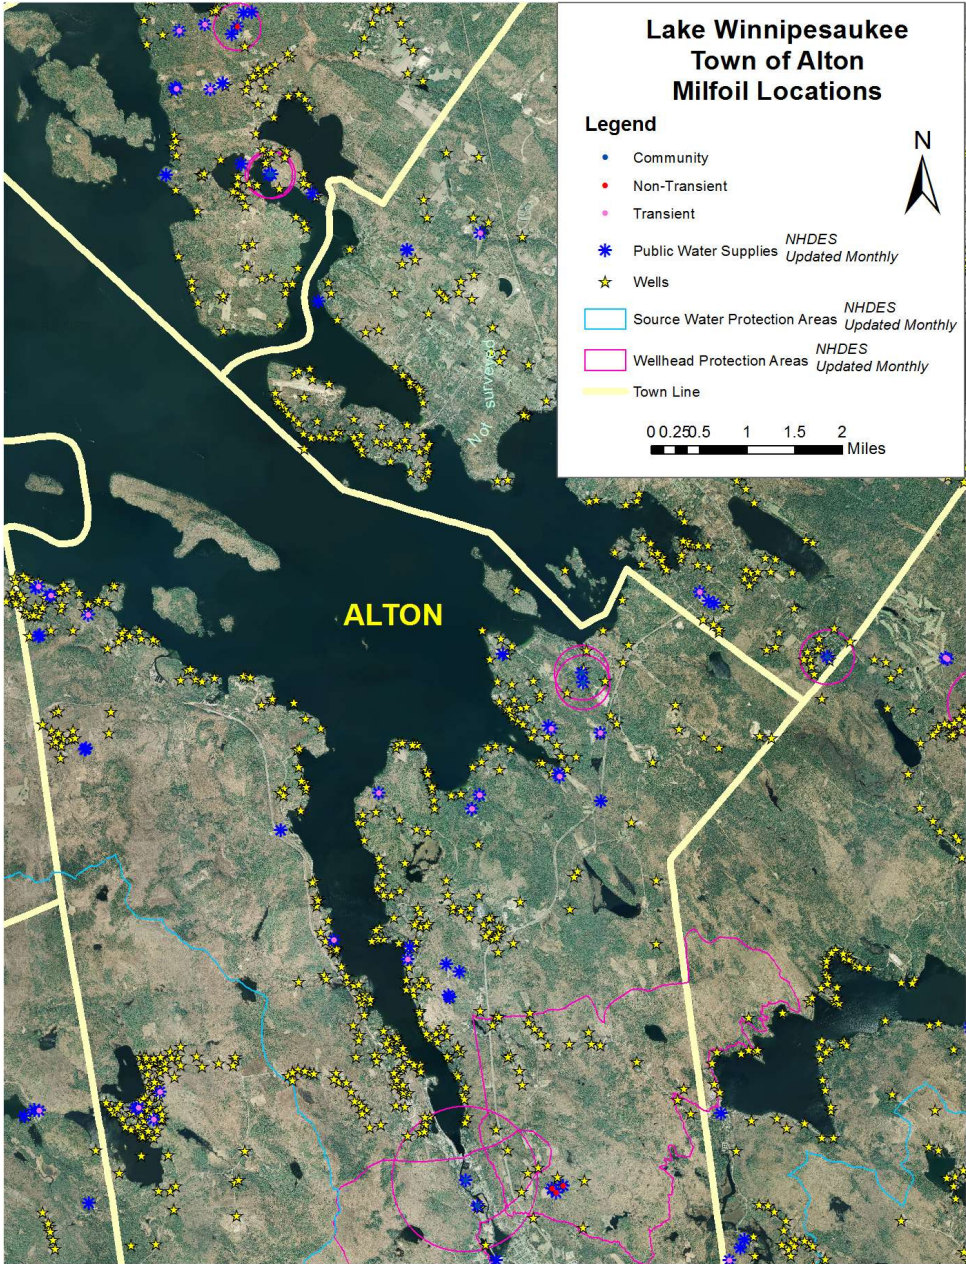 Lake Winnipesaukee
Town of Alton
Milfoil Locations
Legend
N
Community
Non-Transient
Transient
Public Water Supplies NHDES
Updated Monthly
Wells
Source Water Protection Areas NHDES
Updated Monthly
Wellhead Protection Areas NHDES
Updated Monthly
Town Line
0 0.25 0.5 1 1.5 2
Miles
Not surveyed
ALTON